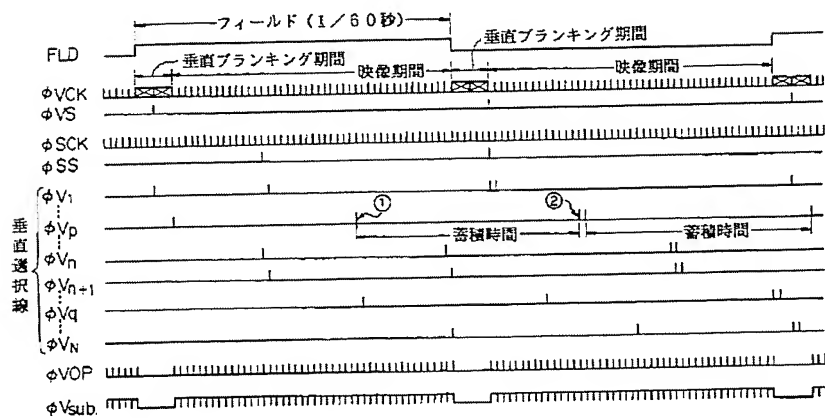 フィールド(1/60秒)
FLD
垂直ブランキング期間
垂直ブランキング期間
映像期間
映像期間
φVCK
φVS
φSCK
φSS
φV1
①
②
φVp
蓄積時間
蓄積時間
φVn
φVn+1
φVq
φVN
垂直選択線
φVOP
φVsub.